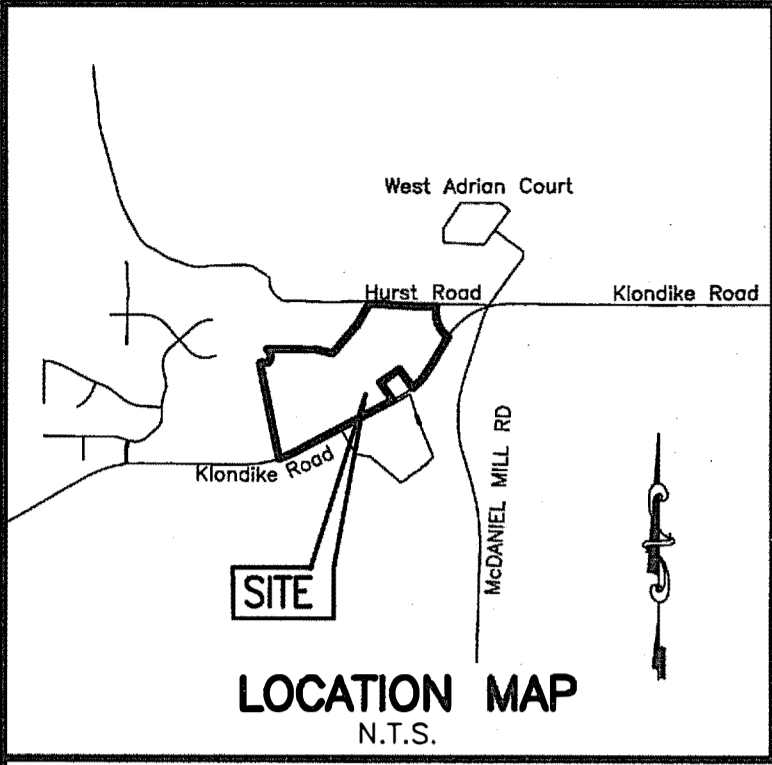 West Adrian Court
Hurst Road
Klondike Road
Klondike Road
McDANIEL MILL RD
SITE
LOCATION MAP
N.T.S.